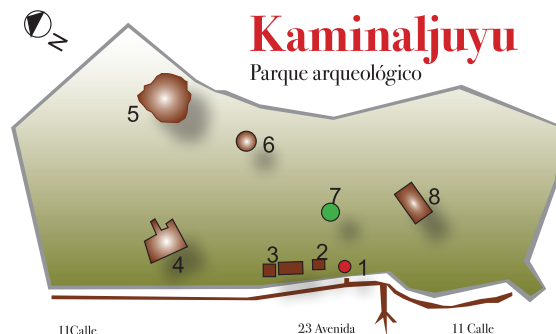 Kaminaljuyu
Parque arqueológico
N
5
6
7
8
4
3
2
1
11Calle
23 Avenida
11 Calle